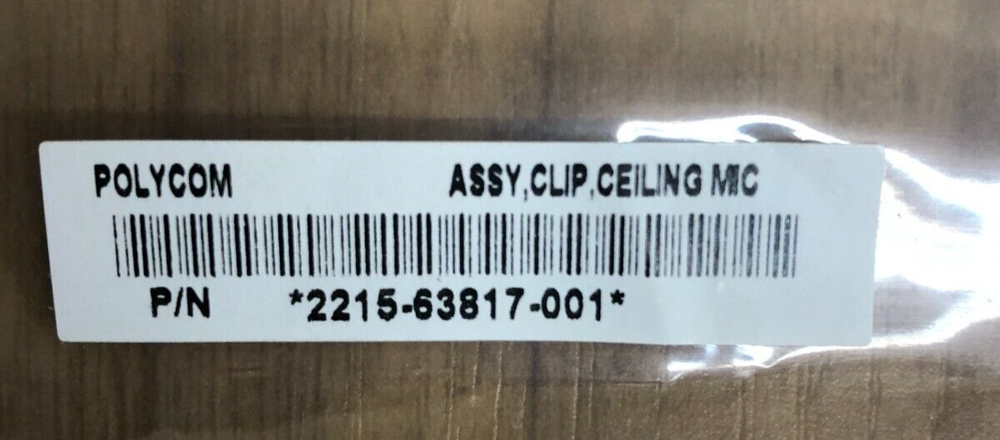 POLYCOM ASSY,CLIP,CEILING MIC
P/N *2215-63817-001*